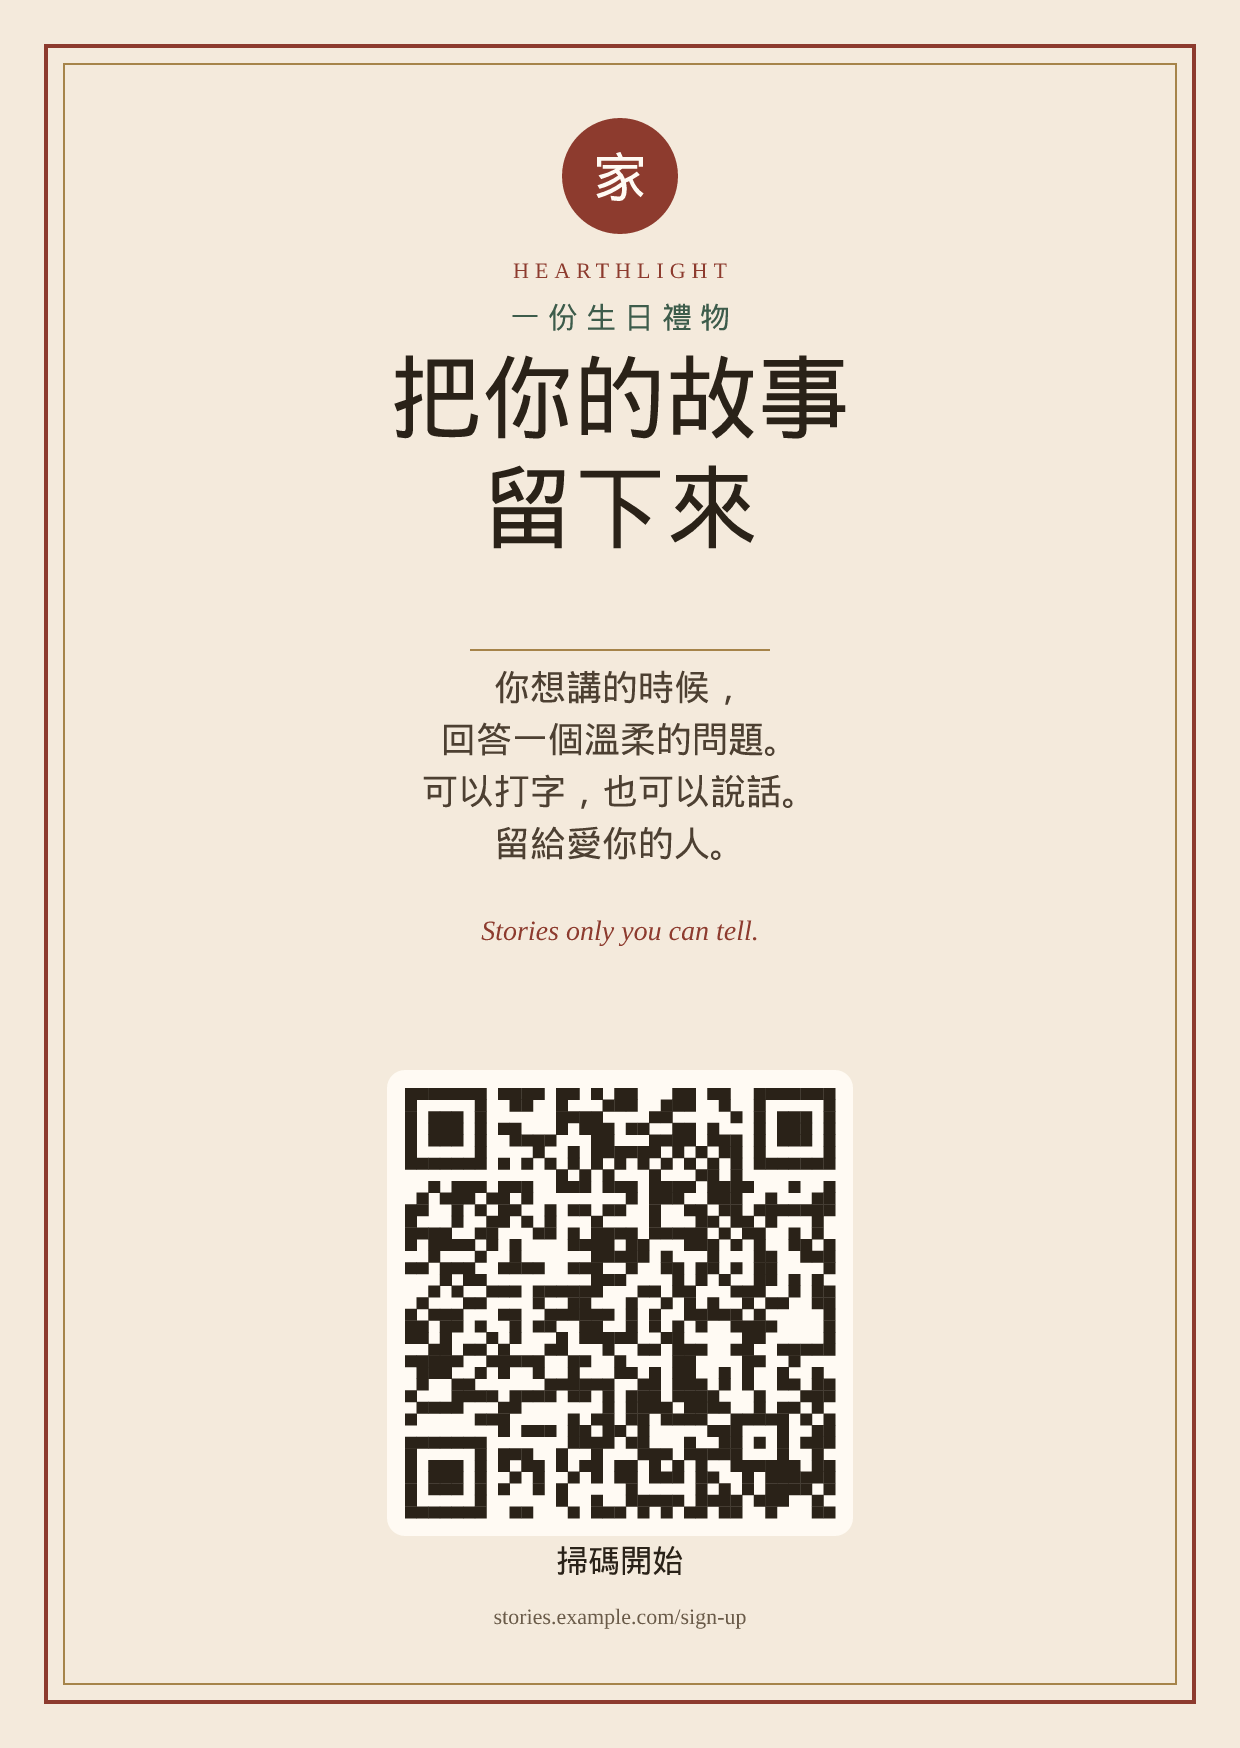 家
HEARTHLIGHT
一份生日禮物
把你的故事
留下來
你想講的時候，
回答一個溫柔的問題。
可以打字，也可以說話。
留給愛你的人。
Stories only you can tell.
掃碼開始
stories.example.com/sign-up